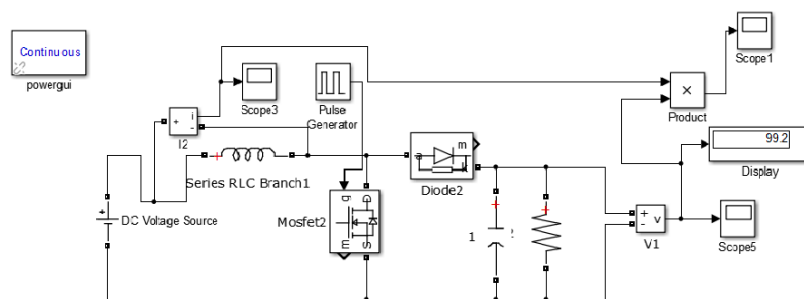 Continuous
powergui
Scope3
Pulse
Generator
Scope1
Product
99.2
Display
+
i
-
I2
Series RLC Branch1
DC Voltage Source
g
D
m
S
Mosfet2
a
m
k
Diode2
1
+
-
v
V1
Scope5